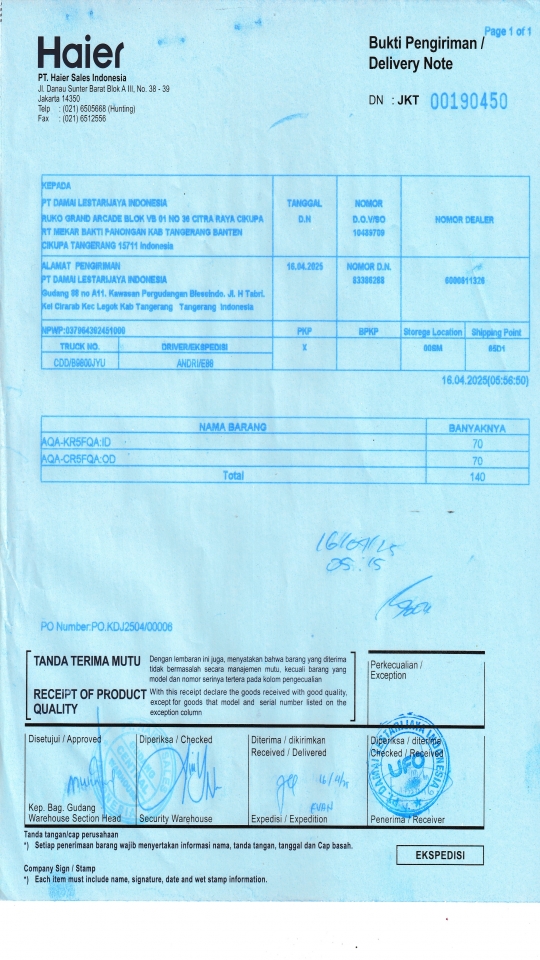 Page 1 of 1
Haier
Bukti Pengiriman /
Delivery Note
PT. Haier Sales Indonesia
Jl. Danau Sunter Barat Blok A III, No. 38 - 39
Jakarta 14350
Telp : (021) 6505668 (Hunting)
Fax : (021) 6512556
DN : JKT 00190450
KEPADA
PT DAMAI LESTARIJAYA INDONESIA
RUKO GRAND ARCADE BLOK VB 01 NO 36 CITRA RAYA CIKUPA
RT MEKAR BAKTI PANONGAN KAB TANGERANG BANTEN
CIKUPA TANGERANG 15711 Indonesia
TANGGAL
D.N
NOMOR
D.O./SO
10489709
NOMOR DEALER
ALAMAT PENGIRIMAN
PT DAMAI LESTARIJAYA INDONESIA
Gudang 88 no A11. Kawasan Pergudangan Jl. H Tabri.
Kel Cirarab Kec Legok Kab Tangerang Tangerang Indonesia
16.04.2025
NOMOR D.N.
83386288
6000811326
NPWP:
PKP
BPKP
Storege Location
Shipping Point
TRUCK NO.
DRIVER/EKSPEDISI
X
CDD/B9800JYU
16.04.2025(05:56:50)
NAMA BARANG
BANYAKNYA
AQA-KR5FQA:ID
70
AQA-CR5FQA:OD
70
Total
140
16/04/25
05:15
PO Number:PO.KDJ2504/00006
TANDA TERIMA MUTU
Dengan lembaran ini juga, menyatakan bahwa barang yang diterima
tidak bermasalah secara manajemen mutu, kecuali barang yang
model dan nomor serinya tertera pada kolom pengecualian
RECEIPT OF PRODUCT
QUALITY
With this receipt declare the goods received with good quality,
except for goods that model and serial number listed on the
exception column
Perkecualian /
Exception
Disetujui / Approved
Kep. Bag. Gudang
Warehouse Section Head
Diperiksa / Checked
Security Warehouse
Diterima / dikirimkan
Received / Delivered
Expedisi / Expedition
Diperiksa / diterima
Checked / Received
PT. DAMAI LESTARIJAYA INDONESIA
UFO
Penerima / Receiver
Tanda tangan/cap perusahaan
*) Setiap penerimaan barang wajib menyertakan informasi nama, tanda tangan, tanggal dan Cap basah.
EKSPEDISI
Company Sign / Stamp
*) Each item must include name, signature, date and wet stamp information.